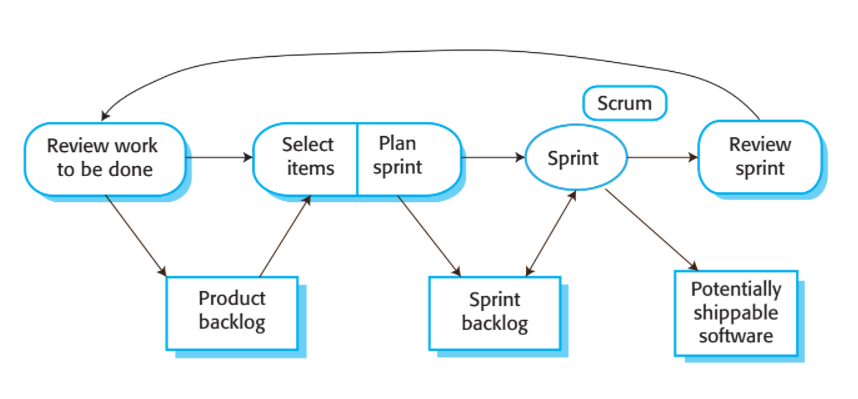 Scrum
Review work
to be done
Select
items
Plan
sprint
Sprint
Review
sprint
Product
backlog
Sprint
backlog
Potentially
shippable
software